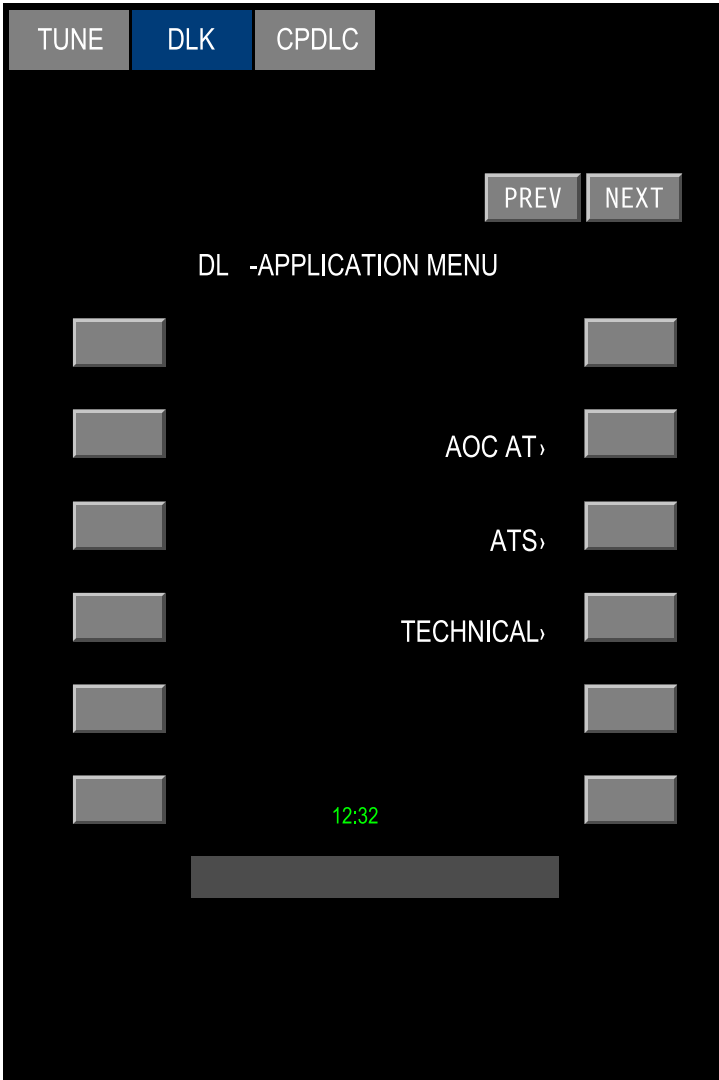 TUNE DLK CPDLC
PREV NEXT
DL -APPLICATION MENU
AOC AT›
ATS›
TECHNICAL›
12:32